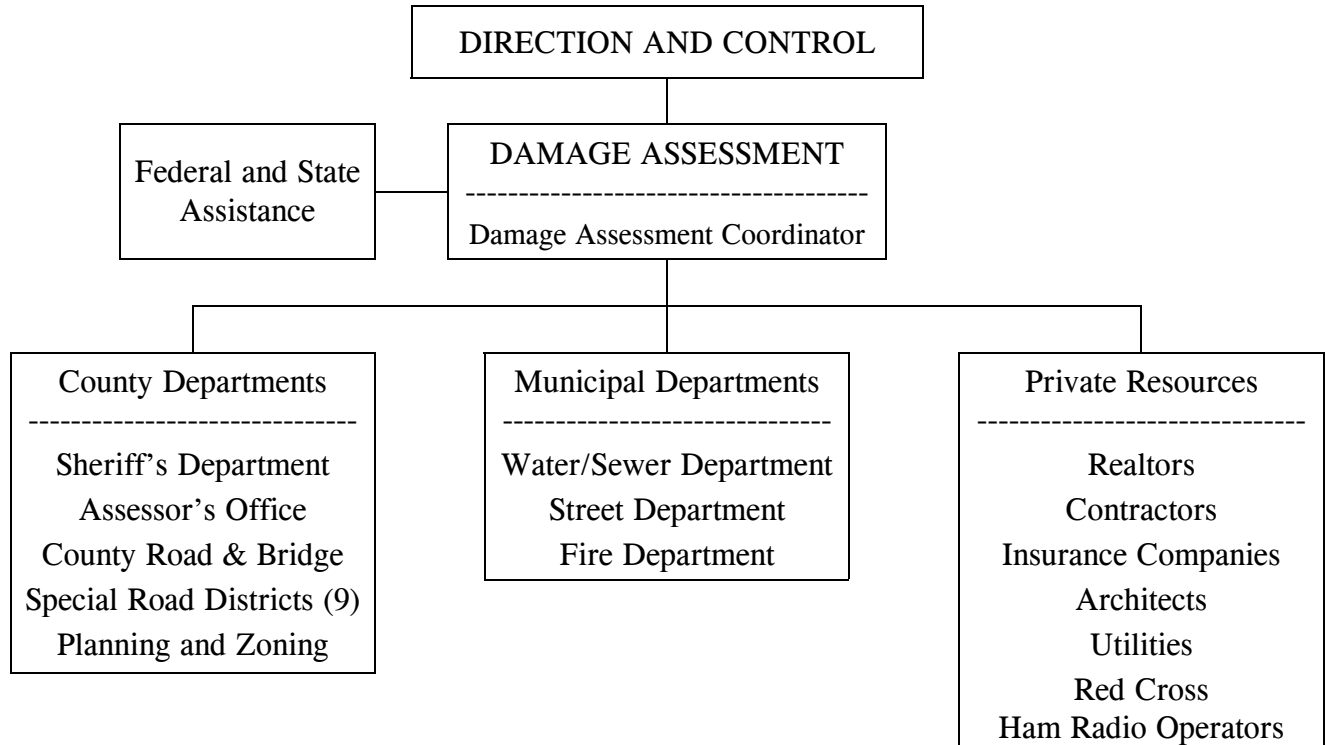 DIRECTION AND CONTROL
Federal and State
Assistance
DAMAGE ASSESSMENT
--------------------------------------
Damage Assessment Coordinator
County Departments
-------------------------------
Sheriff's Department
Assessor's Office
County Road & Bridge
Special Road Districts (9)
Planning and Zoning
Municipal Departments
-------------------------------
Water/Sewer Department
Street Department
Fire Department
Private Resources
-------------------------------
Realtors
Contractors
Insurance Companies
Architects
Utilities
Red Cross
Ham Radio Operators